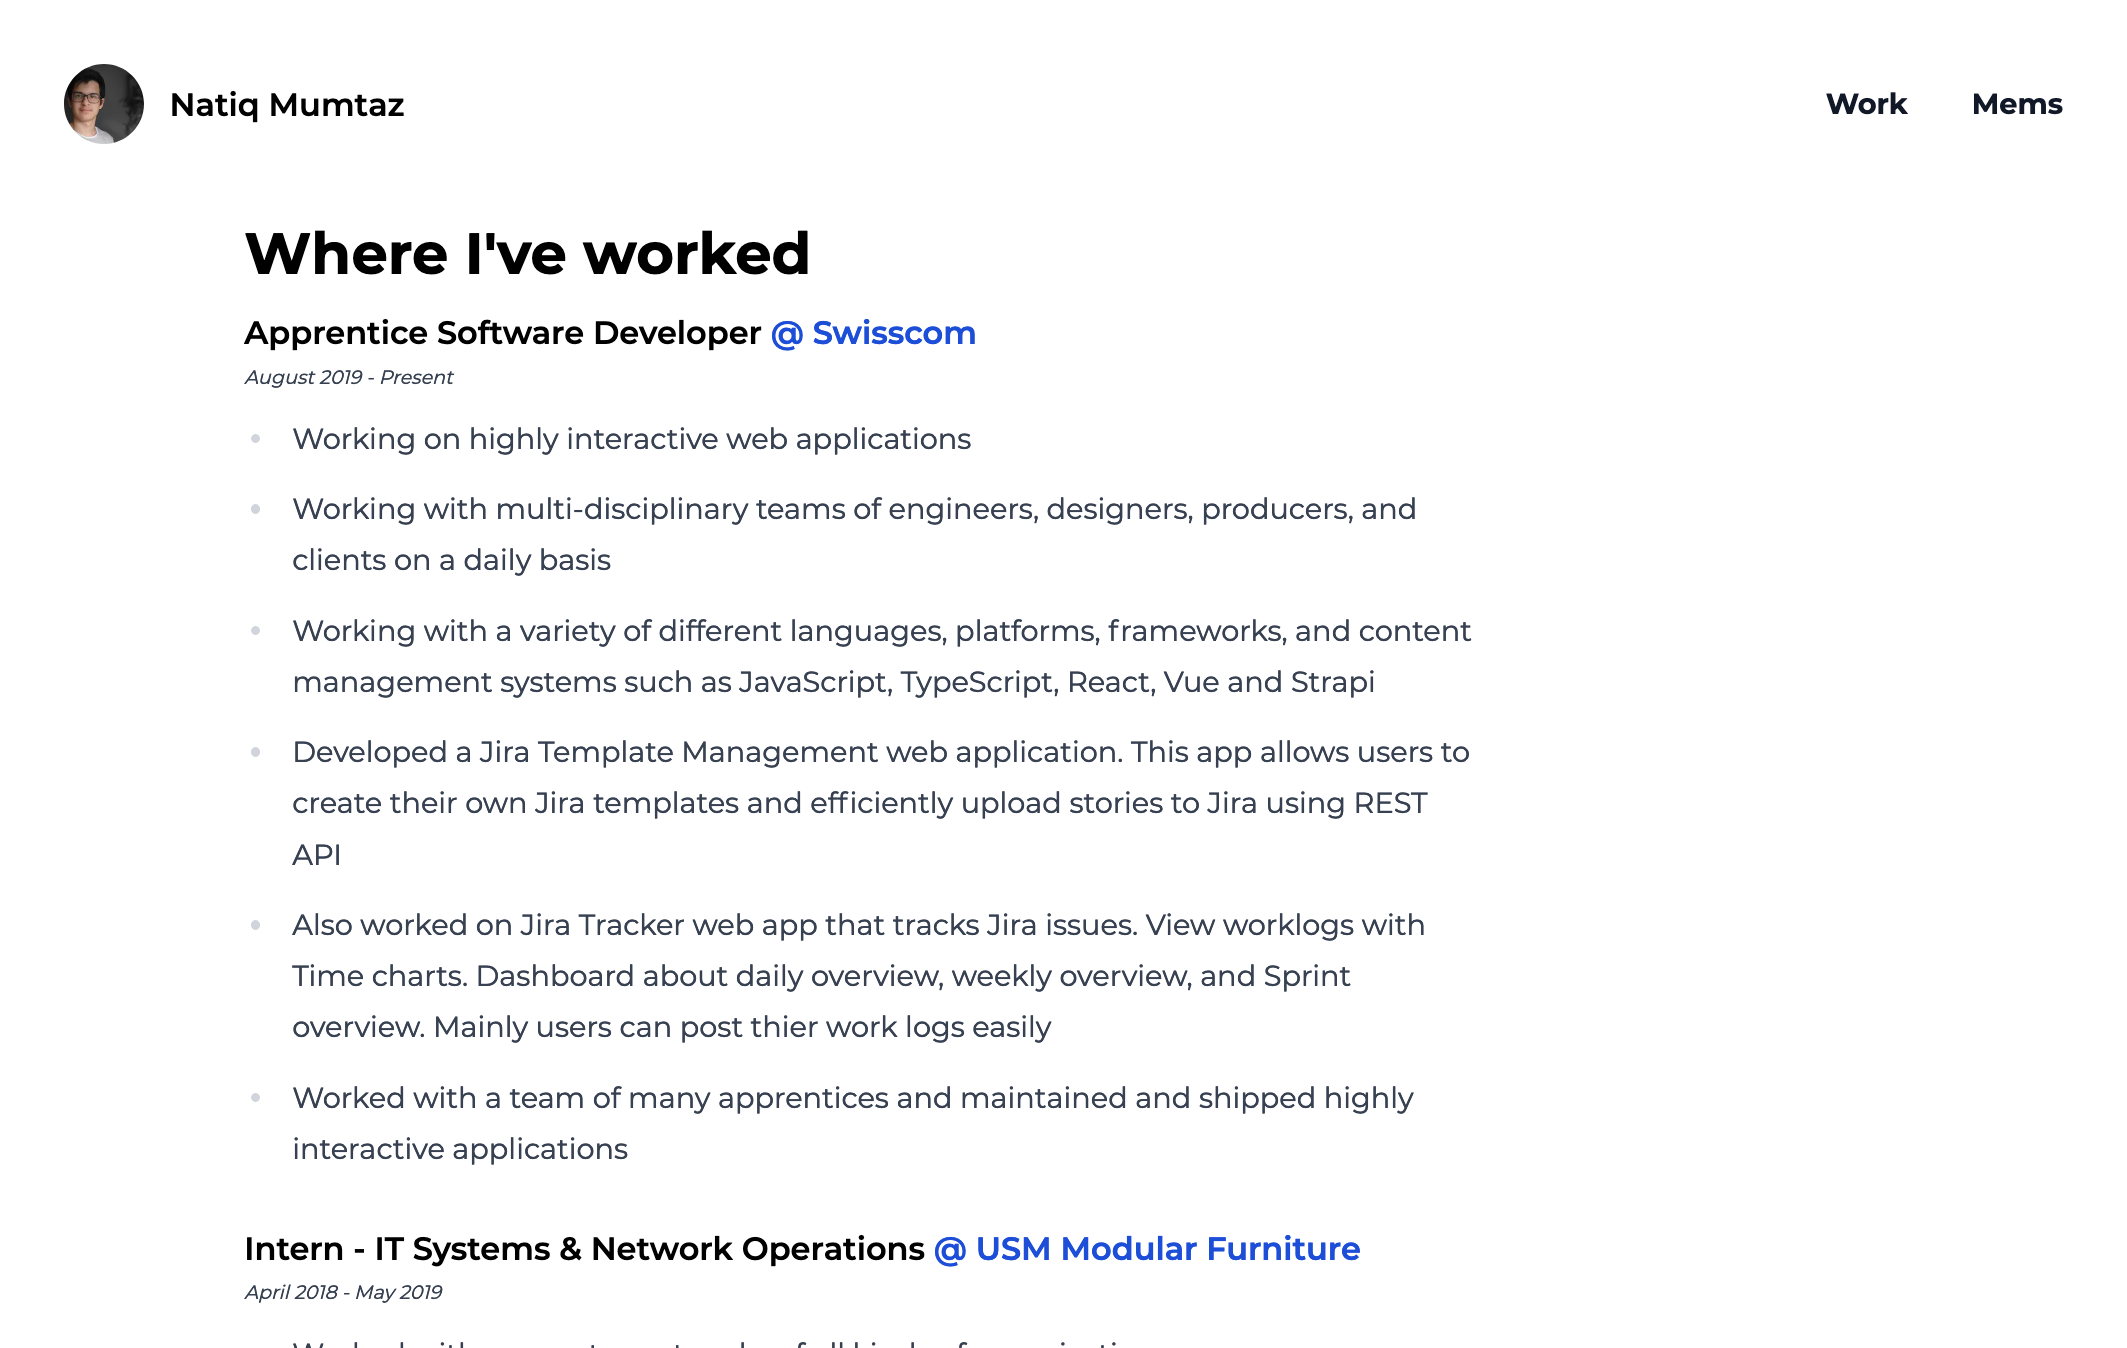 Natiq Mumtaz
Work
Mems
Where I've worked
Apprentice Software Developer @ Swisscom
August 2019 - Present
Working on highly interactive web applications
Working with multi-disciplinary teams of engineers, designers, producers, and
clients on a daily basis
Working with a variety of different languages, platforms, frameworks, and content
management systems such as JavaScript, TypeScript, React, Vue and Strapi
Developed a Jira Template Management web application. This app allows users to
create their own Jira templates and efficiently upload stories to Jira using REST
API
Also worked on Jira Tracker web app that tracks Jira issues. View worklogs with
Time charts. Dashboard about daily overview, weekly overview, and Sprint
overview. Mainly users can post thier work logs easily
Worked with a team of many apprentices and maintained and shipped highly
interactive applications
Intern - IT Systems & Network Operations @ USM Modular Furniture
April 2018 - May 2019